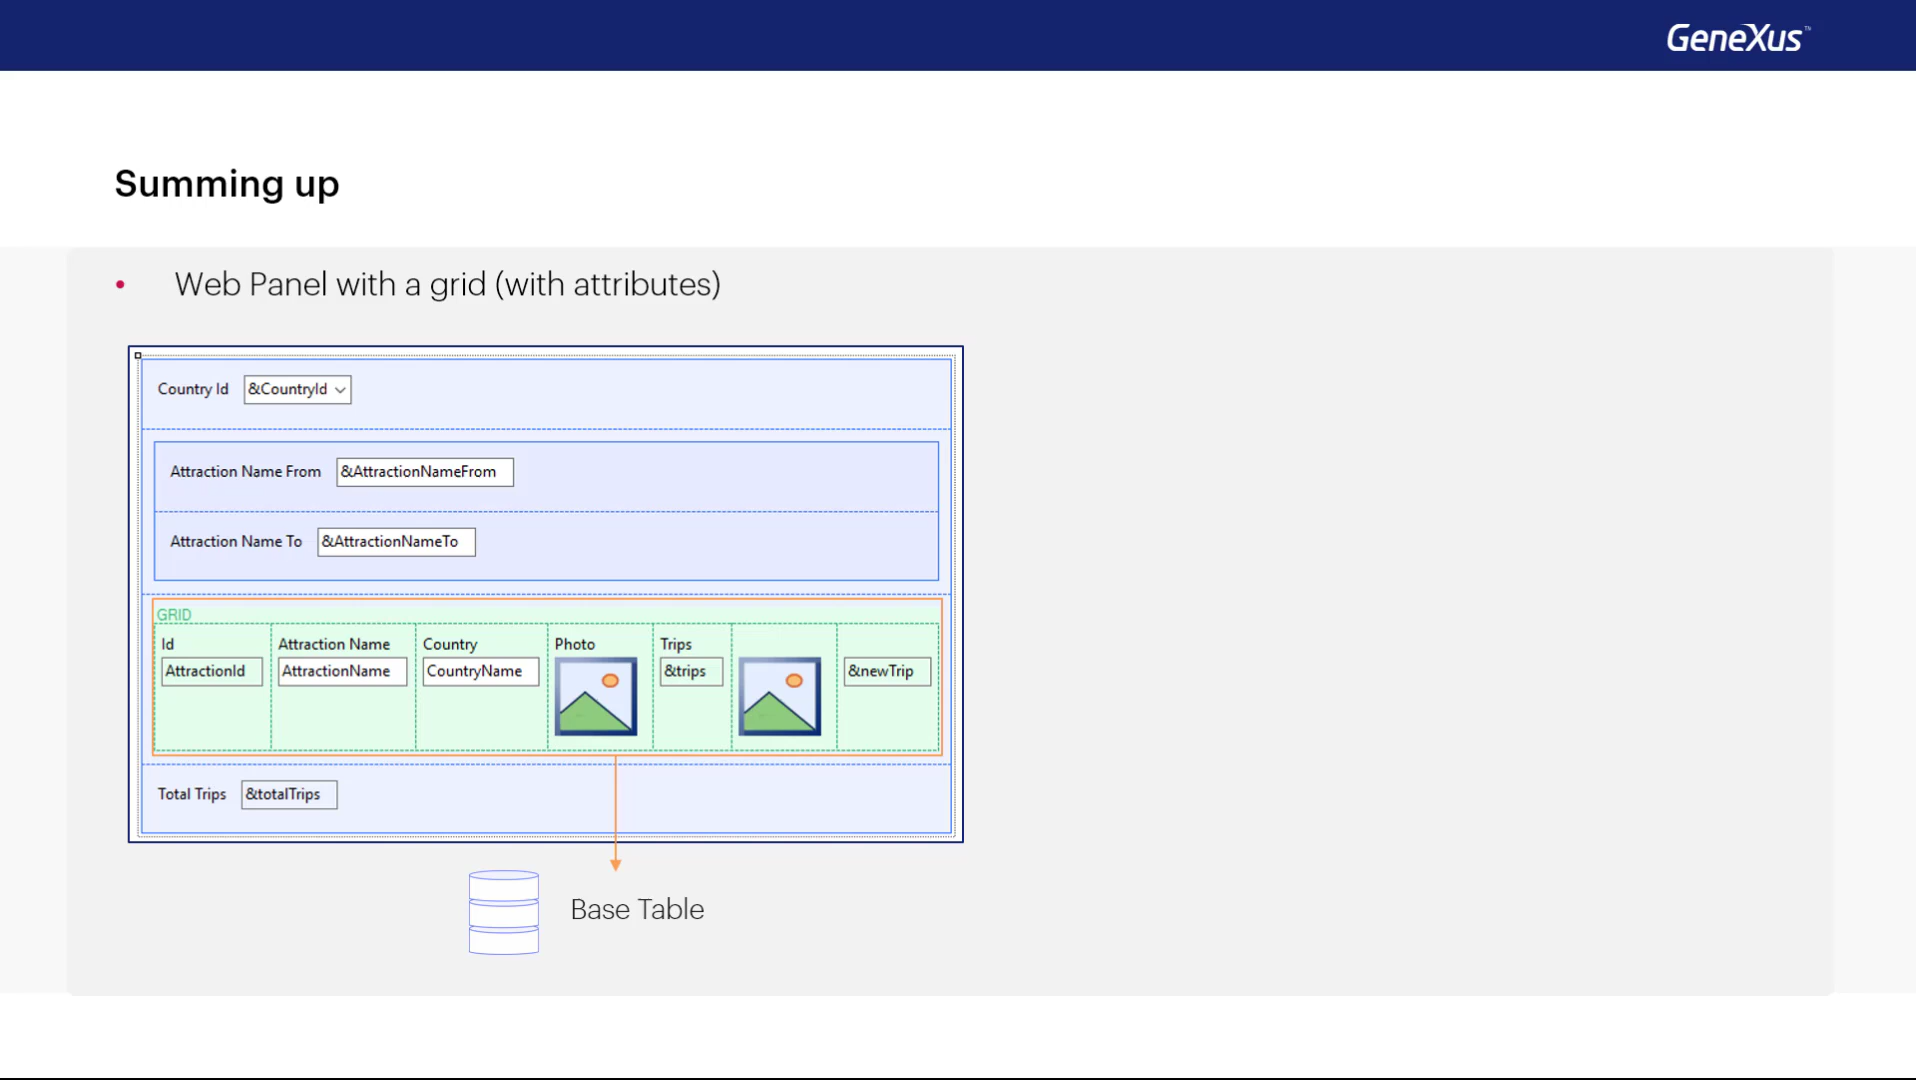 GeneXus™
Summing up
• Web Panel with a grid (with attributes)
Country Id &CountryId
Attraction Name From &AttractionNameFrom
Attraction Name To &AttractionNameTo
GRID
Id Attraction Name Country Photo Trips
AttractionId AttractionName CountryName &trips &newTrip
Total Trips &totalTrips
Base Table